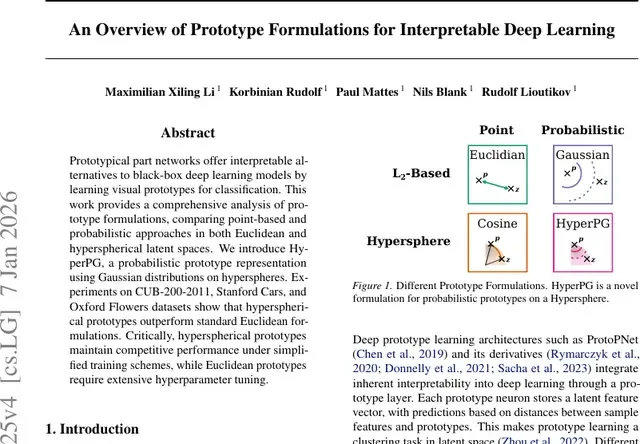 An Overview of Prototype Formulations for Interpretable Deep Learning
Maximilian Xiling Li 1 Korbinian Rudolf 1 Paul Mattes 1 Nils Blank 1 Rudolf Lioutikov 1
25v4 [cs.LG] 7 Jan 2026
Abstract
Prototypical part networks offer interpretable al-
ternatives to black-box deep learning models by
learning visual prototypes for classification. This
work provides a comprehensive analysis of pro-
totype formulations, comparing point-based and
probabilistic approaches in both Euclidean and
hyperspherical latent spaces. We introduce Hy-
perPG, a probabilistic prototype representation
using Gaussian distributions on hyperspheres. Ex-
periments on CUB-200-2011, Stanford Cars, and
Oxford Flowers datasets show that hyperspheri-
cal prototypes outperform standard Euclidean for-
mulations. Critically, hyperspherical prototypes
maintain competitive performance under simpli-
fied training schemes, while Euclidean prototypes
require extensive hyperparameter tuning.
1. Introduction
Point Probabilistic
L2-Based
Euclidian
p
z
Gaussian
p
z
Hypersphere
Cosine
p
z
HyperPG
p
z
Figure 1. Different Prototype Formulations. HyperPG is a novel
formulation for probabilistic prototypes on a Hypersphere.
Deep prototype learning architectures such as ProtoPNet
(Chen et al., 2019) and its derivatives (Rymarczyk et al.,
2020; Donnelly et al., 2021; Sacha et al., 2023) integrate
inherent interpretability into deep learning through a pro-
totype layer. Each prototype neuron stores a latent feature
vector, with predictions based on distances between sample
features and prototypes. This makes prototype learning a
clustering task in latent space (Zhou et al., 2022). Different